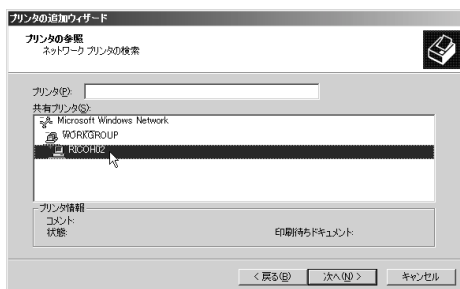 プリンタの追加ウィザード
プリンタの参照
ネットワーク プリンタの検索
プリンタ(P):
共有プリンタ(S):
Microsoft Windows Network
WORKGROUP
RICOH02
プリンタ情報
コメント:
状態: 印刷待ちドキュメント:
< 戻る(B) 次へ(N) > キャンセル